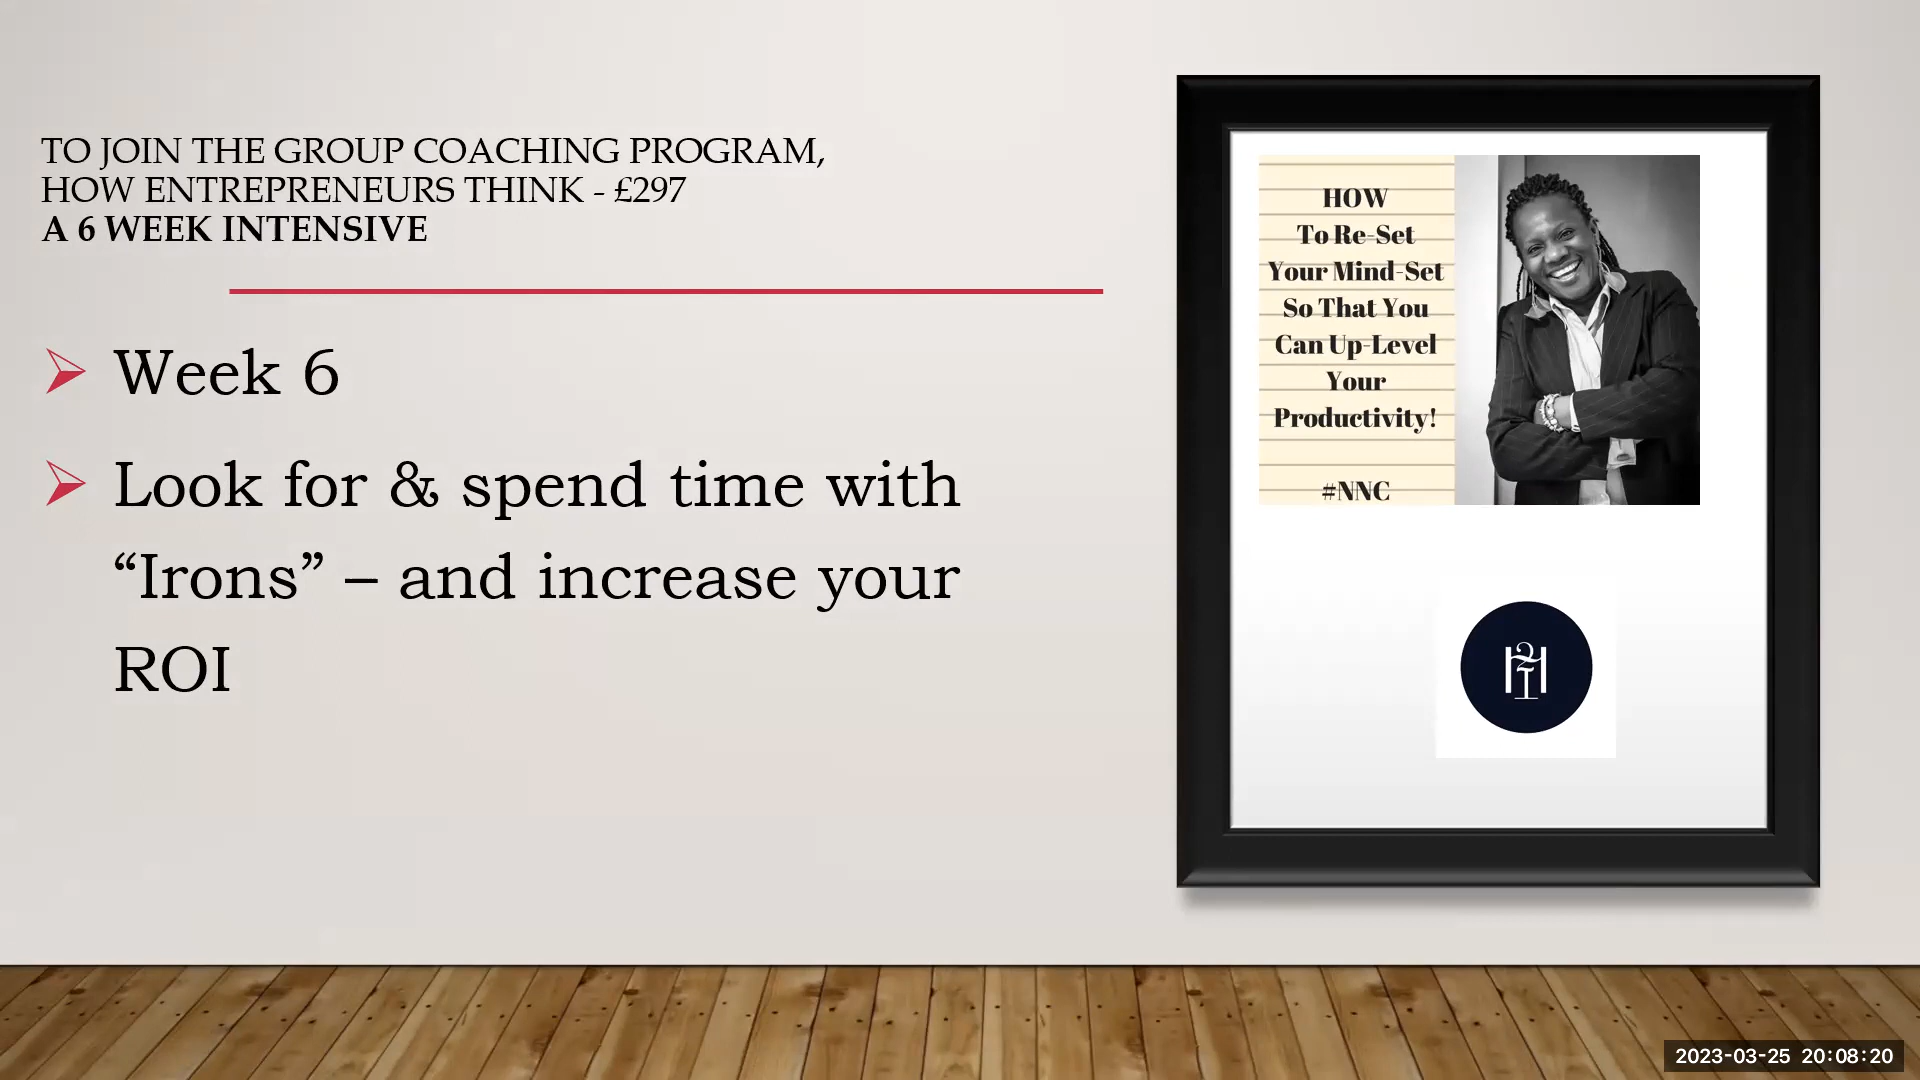 TO JOIN THE GROUP COACHING PROGRAM,
HOW ENTREPRENEURS THINK - £297
A 6 WEEK INTENSIVE
Week 6
Look for & spend time with
“Irons” – and increase your
ROI
HOW
To Re-Set
Your Mind-Set
So That You
Can Up-Level
Your
Productivity!
#NNC
2023-03-25 20:08:20